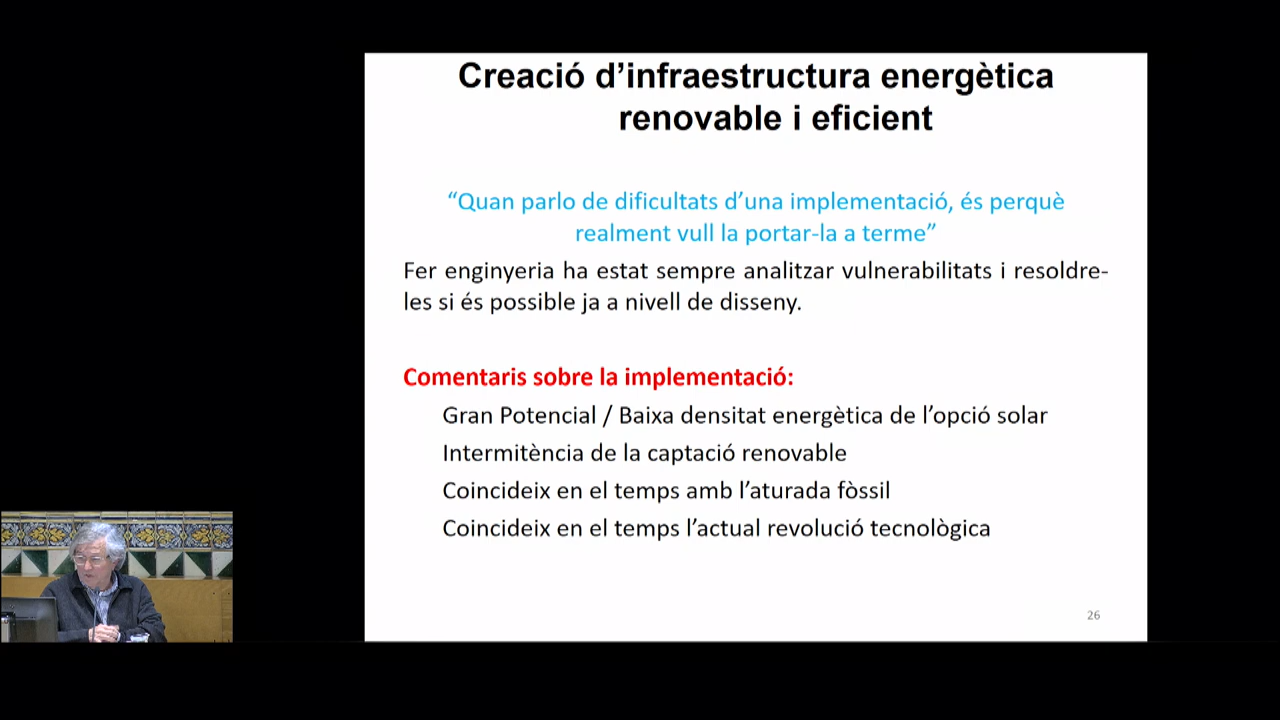 Creació d’infraestructura energètica
renovable i eficient
“Quan parlo de dificultats d’una implementació, és perquè
realment vull la portar-la a terme”
Fer enginyeria ha estat sempre analitzar vulnerabilitats i resoldre-
les si és possible ja a nivell de disseny.
Comentaris sobre la implementació:
Gran Potencial / Baixa densitat energètica de l’opció solar
Intermitència de la captació renovable
Coincideix en el temps amb l’aturada fòssil
Coincideix en el temps l’actual revolució tecnològica
26